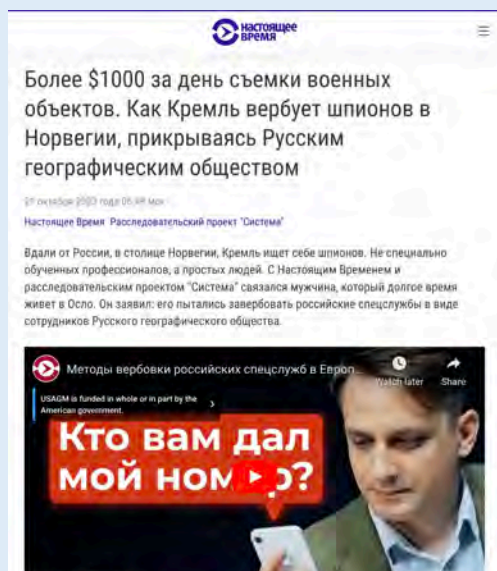 НАСТОЯЩЕЕ
ВРЕМЯ
Более $1000 за день съемки военных
объектов. Как Кремль вербует шпионов в
Норвегии, прикрываясь Русским
географическим обществом
октября года
Настоящее Время Расследовательский проект "Система"
Вдали от России, в столице Норвегии, Кремль ищет себе шпионов. Не специально
обученных профессионалов, а простых людей. С Настоящим Временем и
расследовательским проектом "Система" связался мужчина, который долгое время
живет в Осло. Он заявил: его пытались завербовать российские спецслужбы в виде
сотрудников Русского географического общества.
Методы вербовки российских спецслужб в Европ...
Watch later Share
USAGM is funded in whole or in part by the
American government.
Кто вам дал
мой номер?